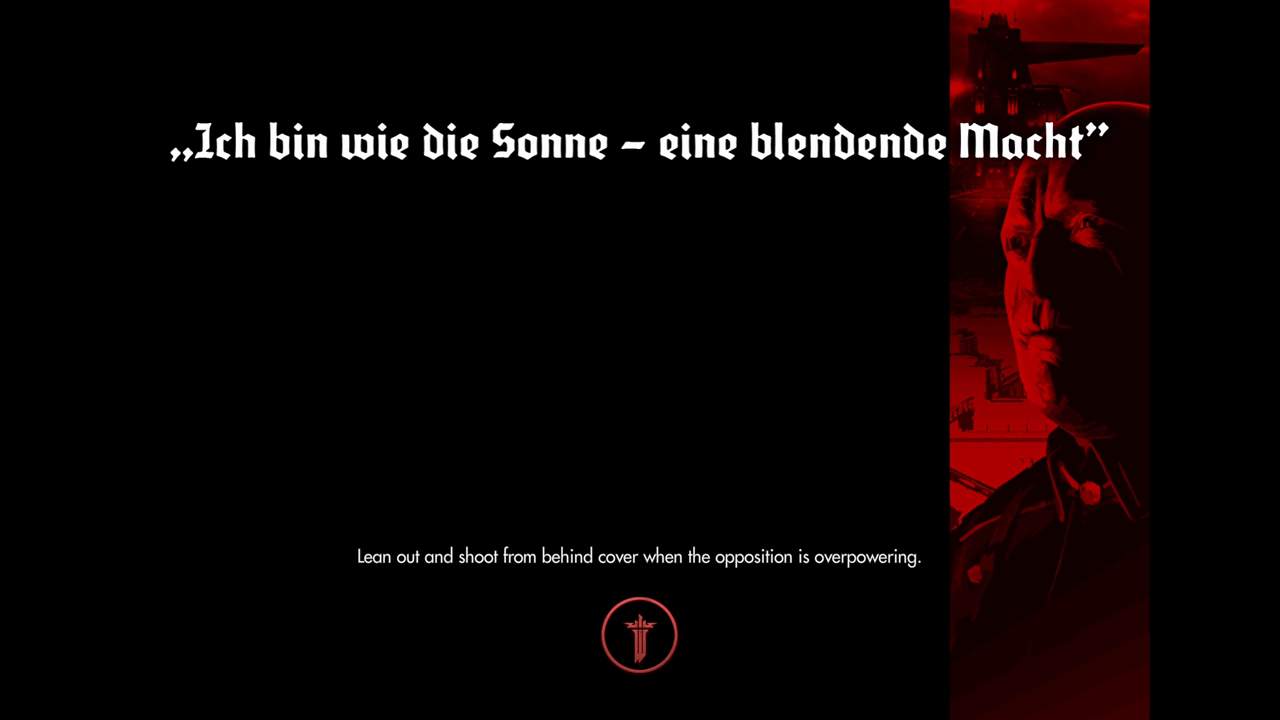 „Ich bin wie die Sonne – eine blendende Macht”
Lean out and shoot from behind cover when the opposition is overpowering.